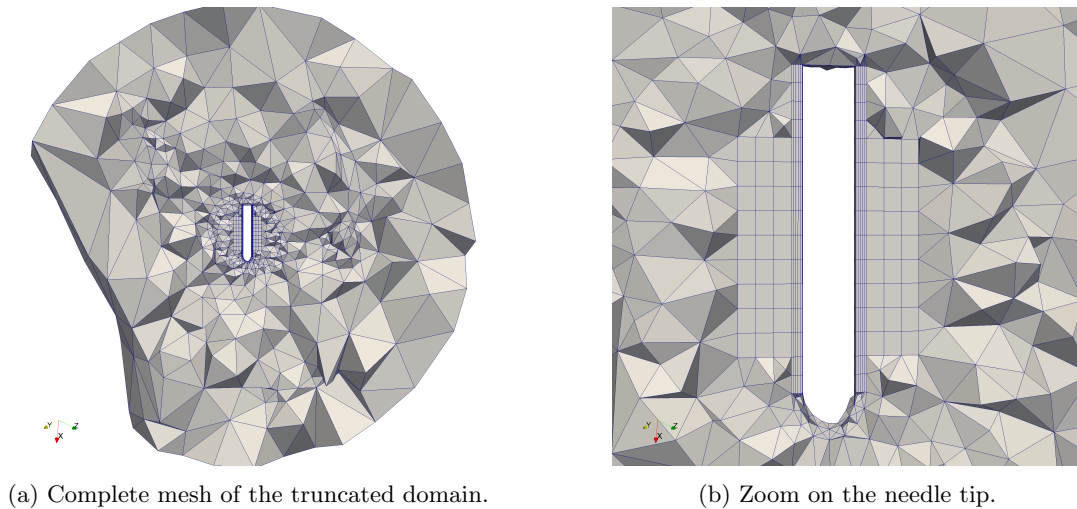 Y Z
X
Y Z
X
(a) Complete mesh of the truncated domain.
(b) Zoom on the needle tip.